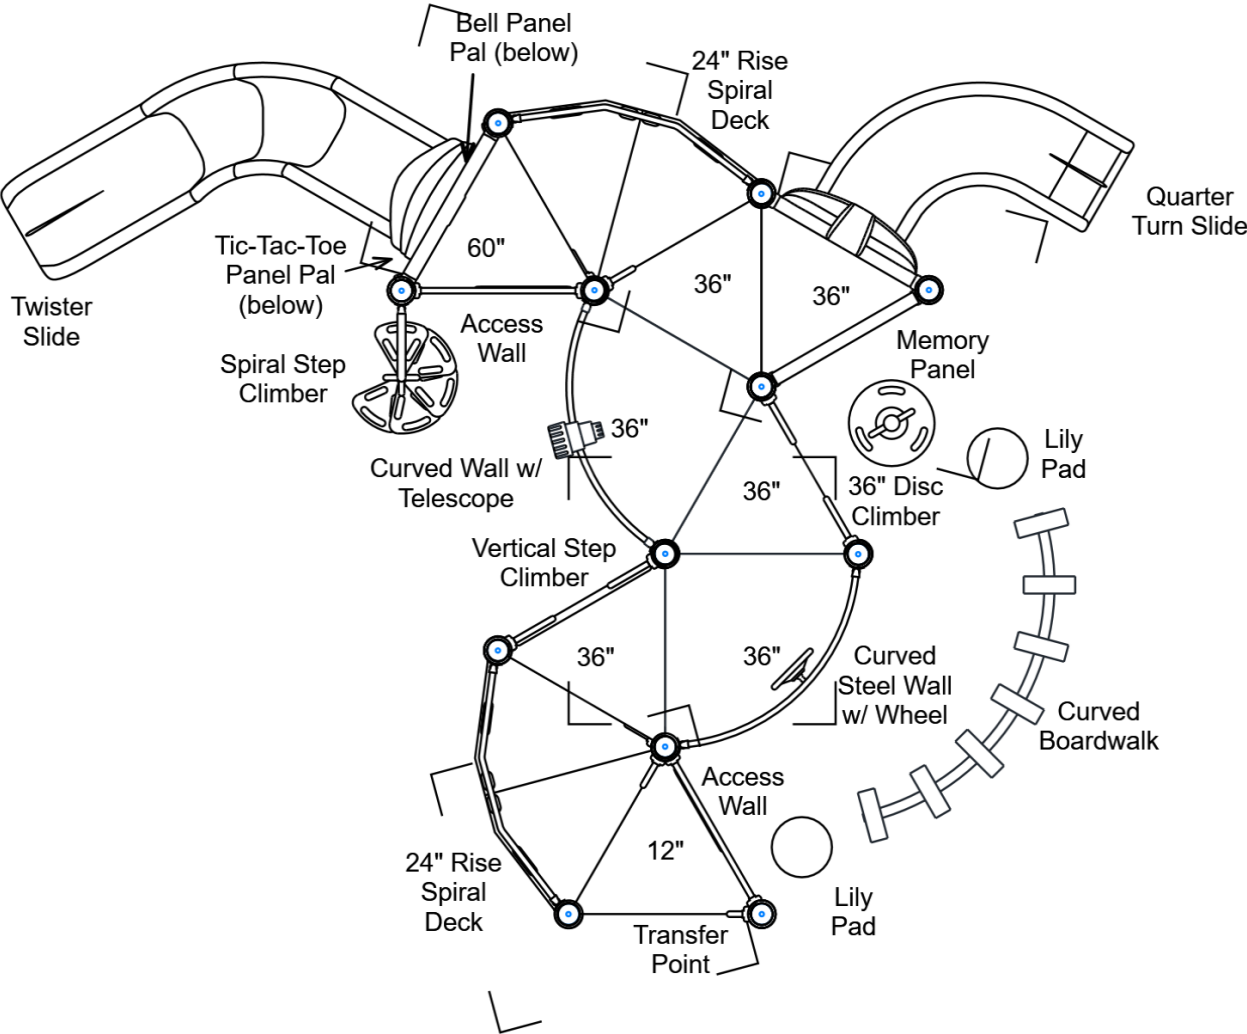 Bell Panel
Pal (below)
24" Rise
Spiral
Deck
Quarter
Turn Slide
Tic-Tac-Toe
Panel Pal
(below)
60"
36"
36"
Twister
Slide
Access
Wall
Memory
Panel
Spiral Step
Climber
36"
Lily
Pad
Curved Wall w/
Telescope
36"
36" Disc
Climber
Vertical Step
Climber
36"
36"
Curved
Steel Wall
w/ Wheel
Curved
Boardwalk
Access
Wall
12"
24" Rise
Spiral
Deck
Lily
Pad
Transfer
Point